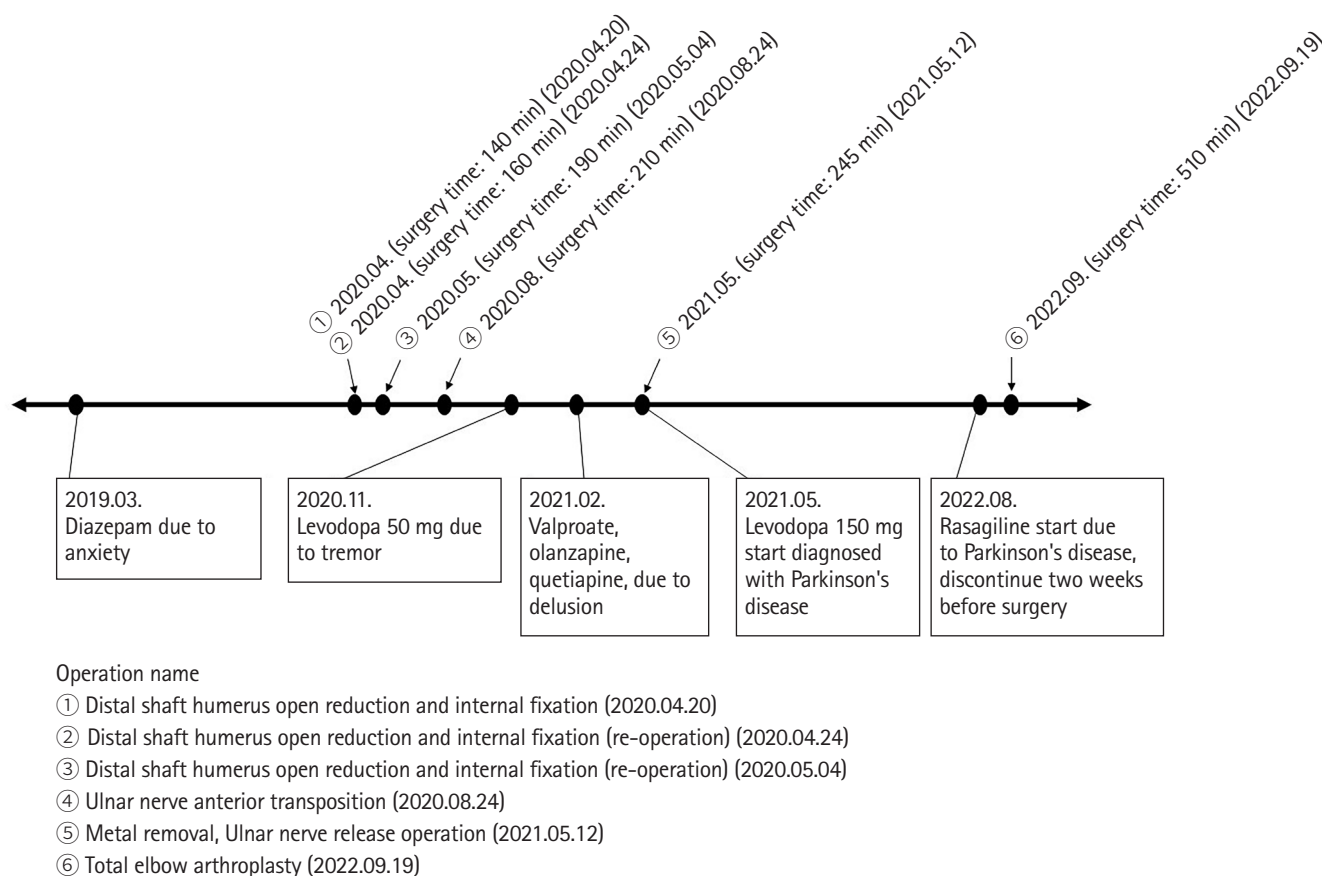 ① 2020.04. (surgery time: 140 min) (2020.04.20)
② 2020.04. (surgery time: 160 min) (2020.04.24)
③ 2020.05. (surgery time: 190 min) (2020.05.04)
④ 2020.08. (surgery time: 210 min) (2020.08.24)
⑤ 2021.05. (surgery time: 245 min) (2021.05.12)
⑥ 2022.09. (surgery time: 510 min) (2022.09.19)
2019.03.
Diazepam due to
anxiety
2020.11.
Levodopa 50 mg due
to tremor
2021.02.
Valproate,
olanzapine,
quetiapine, due to
delusion
2021.05.
Levodopa 150 mg
start diagnosed
with Parkinson's
disease
2022.08.
Rasagiline start due
to Parkinson's disease,
discontinue two weeks
before surgery
Operation name
① Distal shaft humerus open reduction and internal fixation (2020.04.20)
② Distal shaft humerus open reduction and internal fixation (re-operation) (2020.04.24)
③ Distal shaft humerus open reduction and internal fixation (re-operation) (2020.05.04)
④ Ulnar nerve anterior transposition (2020.08.24)
⑤ Metal removal, Ulnar nerve release operation (2021.05.12)
⑥ Total elbow arthroplasty (2022.09.19)